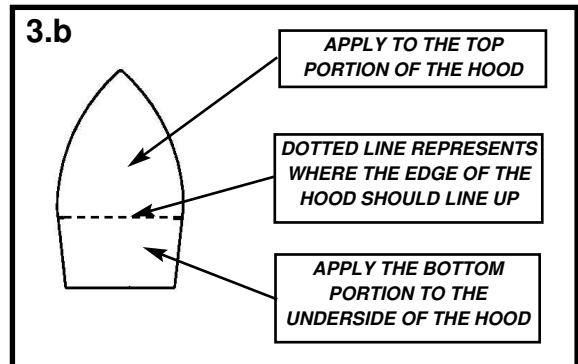 3.b
APPLY TO THE TOP
PORTION OF THE HOOD
DOTTED LINE REPRESENTS
WHERE THE EDGE OF THE
HOOD SHOULD LINE UP
APPLY THE BOTTOM
PORTION TO THE
UNDERSIDE OF THE HOOD